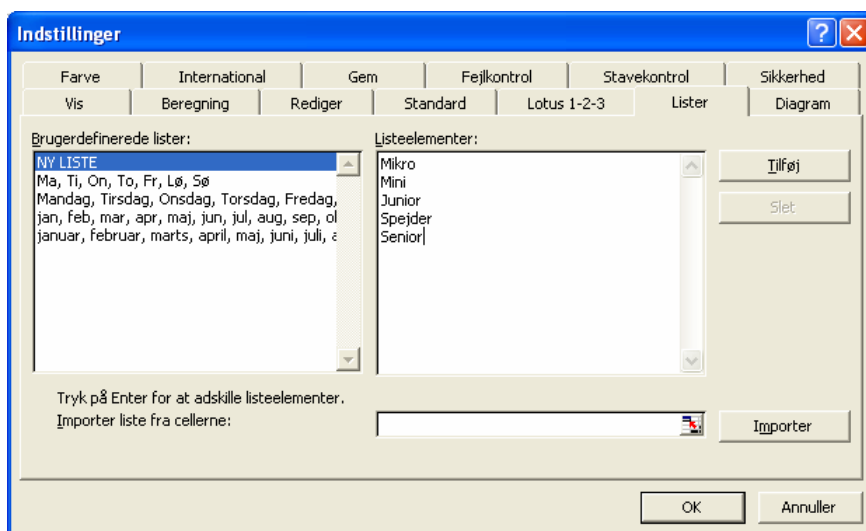 Indstillinger
Farve International Gem Fejlkontrol Stavekontrol Sikkerhed
Vis Beregning Rediger Standard Lotus 1-2-3 Lister Diagram
Brugerdefinerede lister:
NY LISTE
Ma, Ti, On, To, Fr, Lø, Sø
Mandag, Tirsdag, Onsdag, Torsdag, Fredag,
jan, feb, mar, apr, maj, jun, jul, aug, sep, ol
januar, februar, marts, april, maj, juni, juli, a
Listeelementer:
Mikro
Mini
Junior
Spejder
Senior
Tilføj
Slet
Tryk på Enter for at adskille listeelementer.
Importer liste fra cellerne:
Importer
OK Annuller